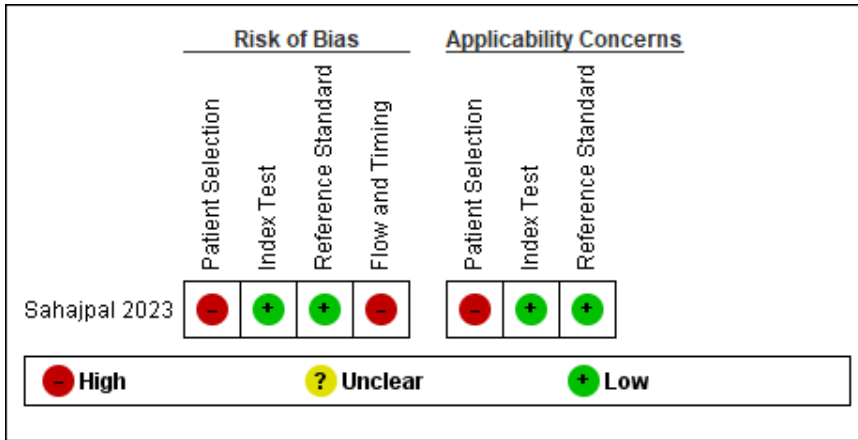 Risk of Bias
Applicability Concerns
Patient Selection
Index Test
Reference Standard
Flow and Timing
Patient Selection
Index Test
Reference Standard
Sahajpal 2023 - + + - - + +
- High ? Unclear + Low